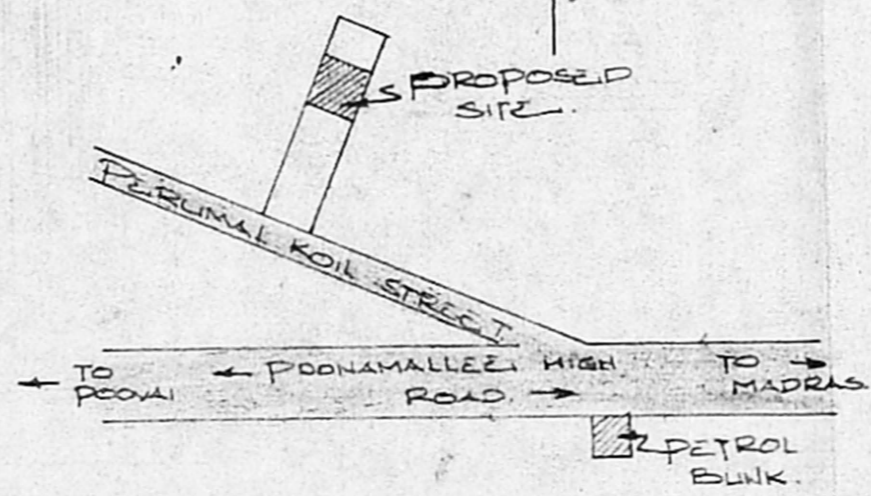 PROPOSED
SITE.
PERUMAL KOIL STREET
TO
POOVAI
POONAMALLEE HIGH
ROAD
TO
MADRAS.
PETROL
BUNK.